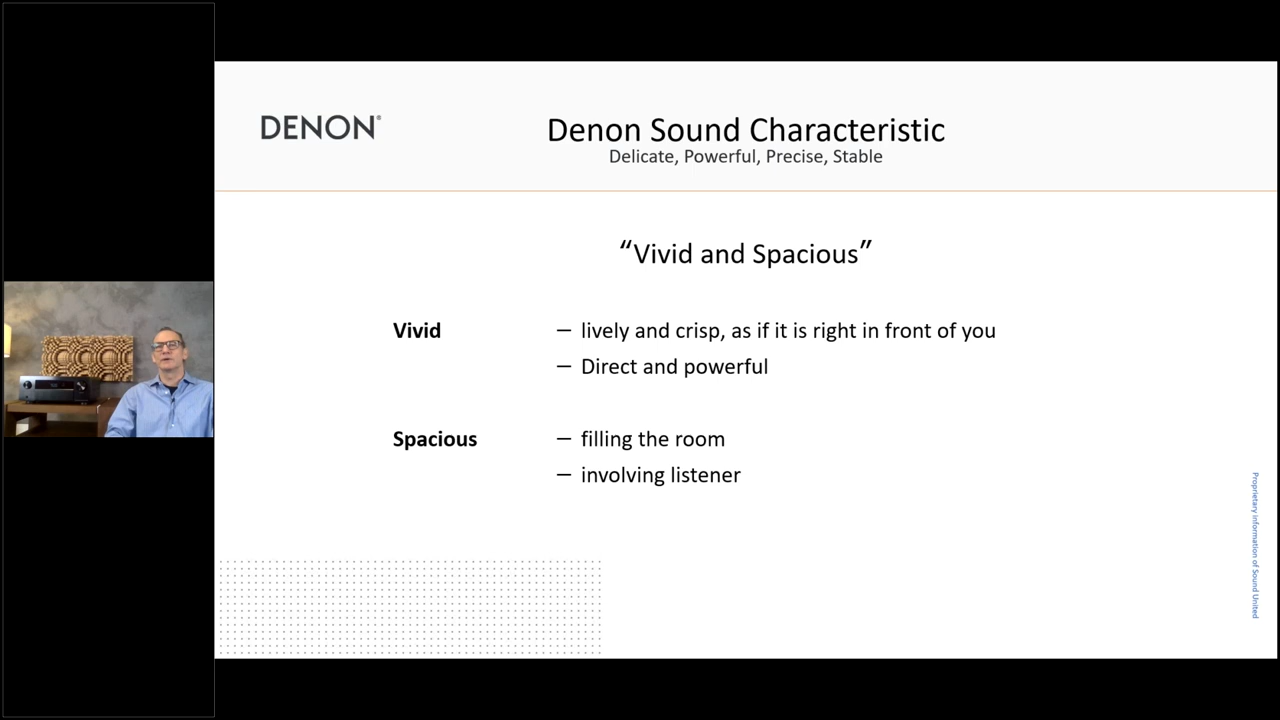 DENON®
Denon Sound Characteristic
Delicate, Powerful, Precise, Stable
“Vivid and Spacious”
Vivid — lively and crisp, as if it is right in front of you
— Direct and powerful
Spacious — filling the room
— involving listener
Proprietary information of Sound United